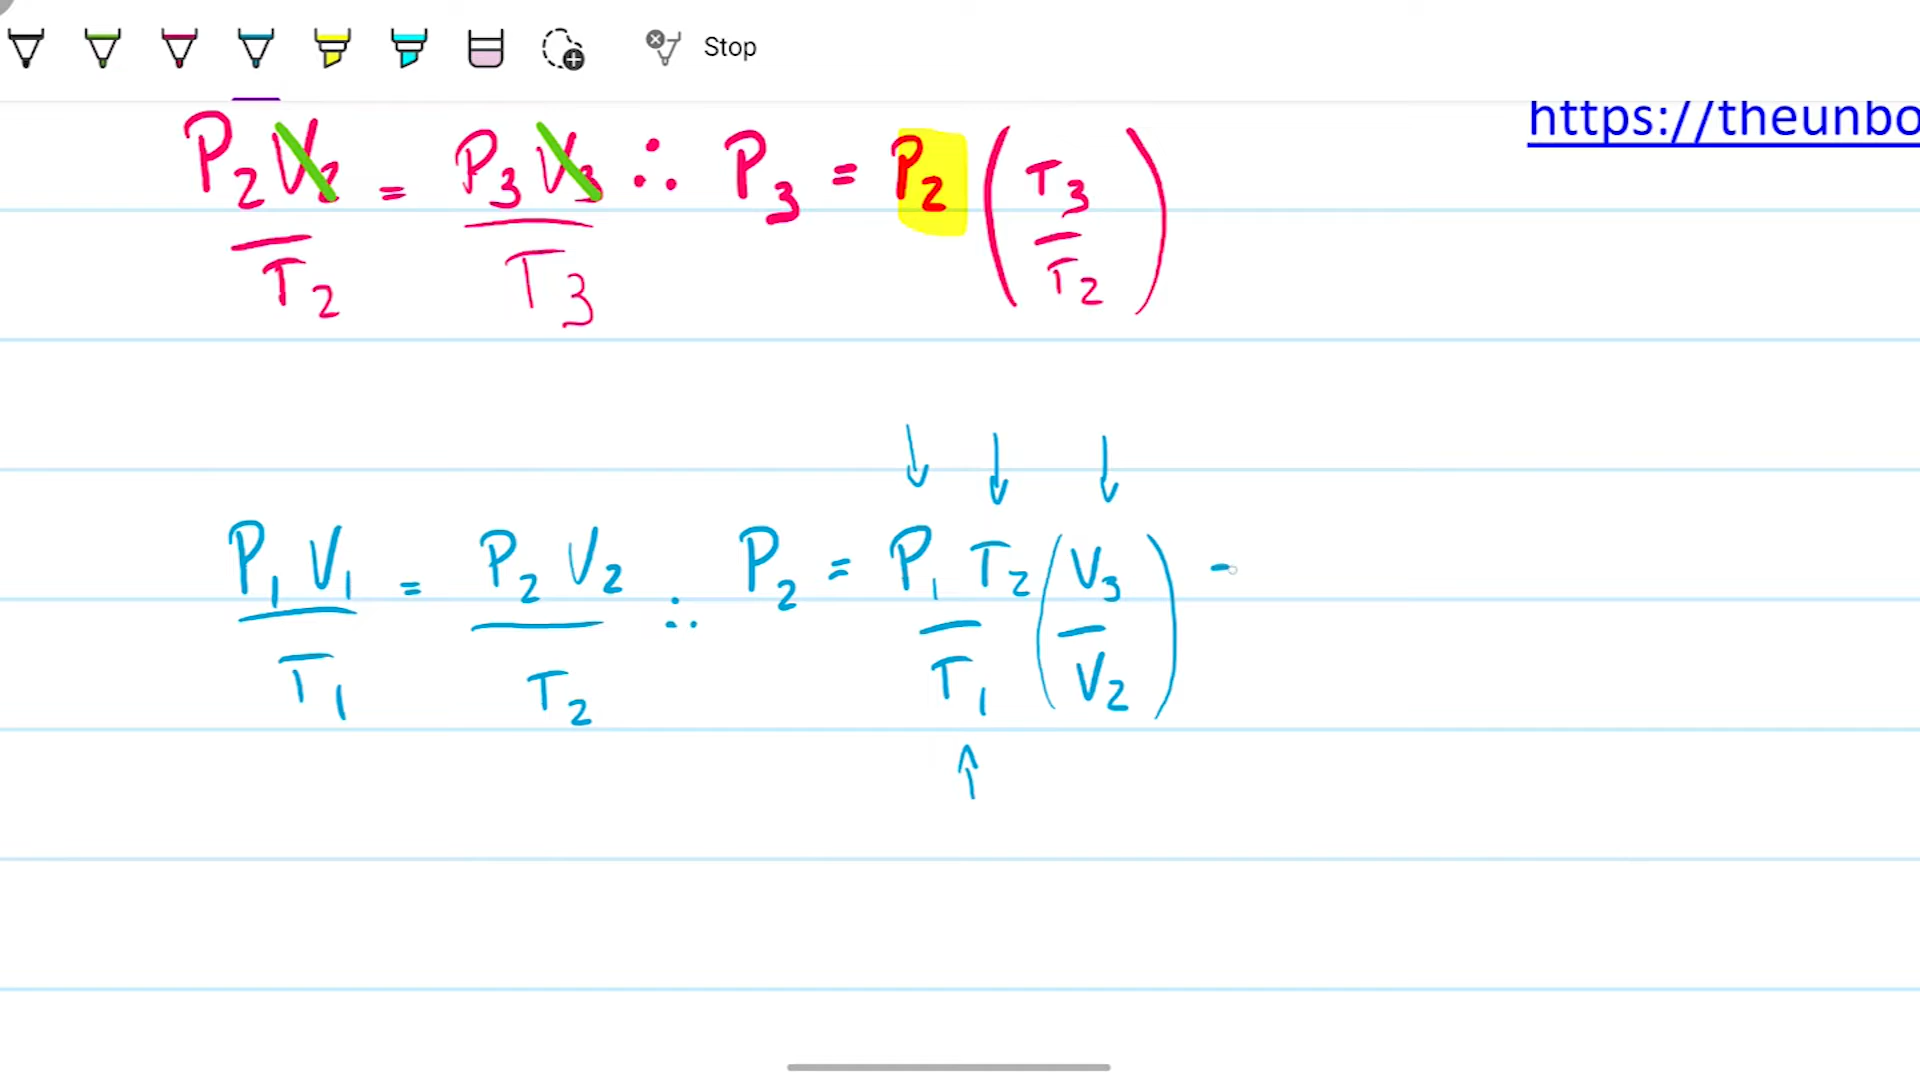 Stop
https://theunbo
P₂V₂/T₂ = P₃V₃/T₃ ∴ P₃ = P₂ (T₃/T₂)
P₁V₁/T₁ = P₂V₂/T₂ ∴ P₂ = P₁T₂/T₁ (V₃/V₂) -